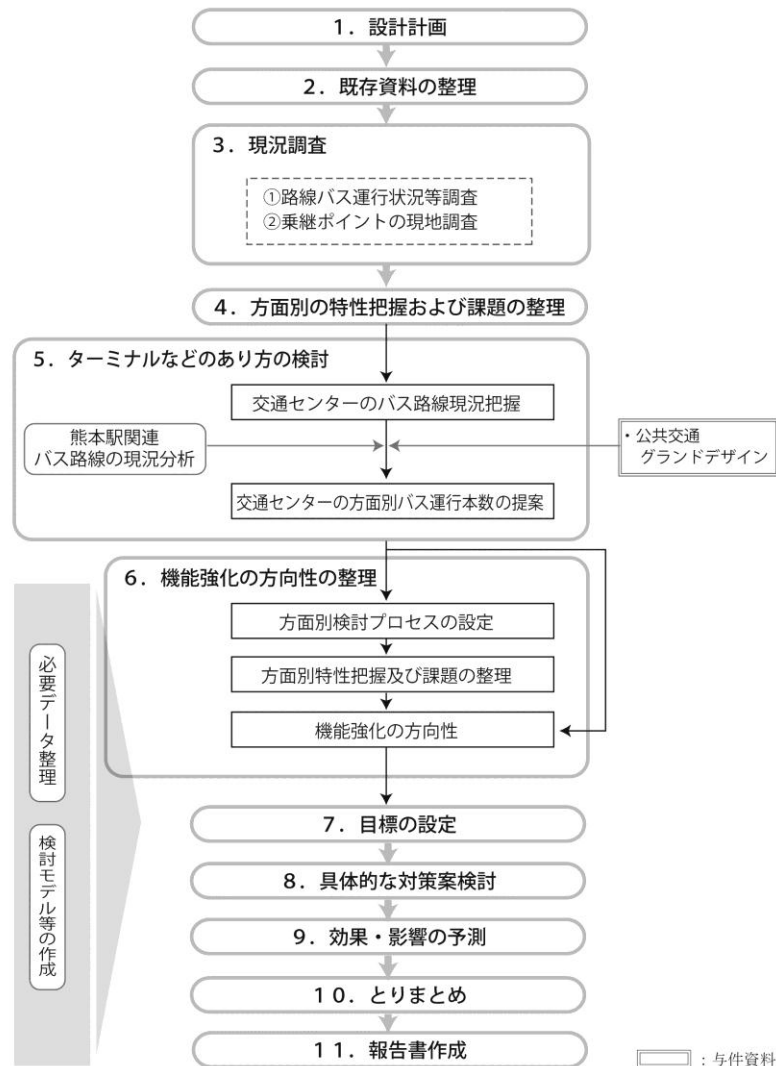 1．設計計画
2．既存資料の整理
3．現況調査
①路線バス運行状況等調査
②乗継ポイントの現地調査
4．方面別の特性把握および課題の整理
5．ターミナルなどのあり方の検討
交通センターのバス路線現況把握
熊本駅関連
バス路線の現況分析
・公共交通
グランドデザイン
交通センターの方面別バス運行本数の提案
6．機能強化の方向性の整理
方面別検討プロセスの設定
方面別特性把握及び課題の整理
機能強化の方向性
必要データ整理
検討モデル等の作成
7．目標の設定
8．具体的な対策案検討
9．効果・影響の予測
10．とりまとめ
11．報告書作成
：与件資料